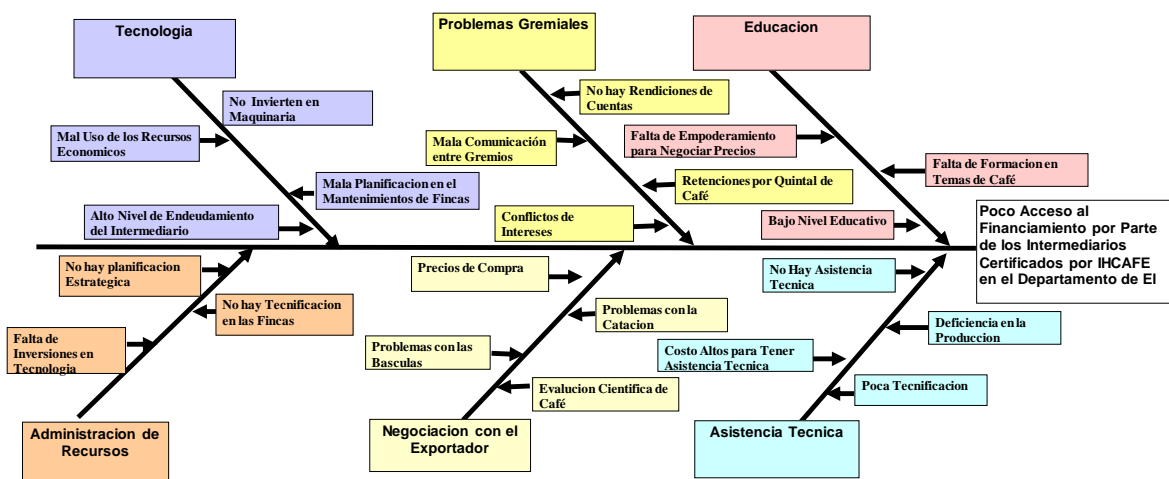 Tecnologia
Problemas Gremiales
Educacion
No Invierten en
Maquinaria
Mal Uso de los Recursos
Economicos
Mala Planificacion en el
Mantenimientos de Fincas
Alto Nivel de Endeudamiento
del Intermediario
No hay Rendiciones de
Cuentas
Mala Comunicación
entre Gremios
Retenciones por Quintal de
Café
Conflictos de
Intereses
Falta de Empoderamiento
para Negociar Precios
Falta de Formacion en
Temas de Café
Bajo Nivel Educativo
Poco Acceso al
Financiamiento por Parte
de los Intermediarios
Certificados por IHCAFE
en el Departamento de El
No hay planificacion
Estrategica
No hay Tecnificacion
en las Fincas
Falta de
Inversiones en
Tecnologia
Precios de Compra
Problemas con la
Catacion
Problemas con las
Basculas
Evalucion Cientifica de
Café
No Hay Asistencia
Tecnica
Deficiencia en la
Produccion
Costo Altos para Tener
Asistencia Tecnica
Poca Tecnificacion
Administracion de
Recursos
Negociacion con el
Exportador
Asistencia Tecnica